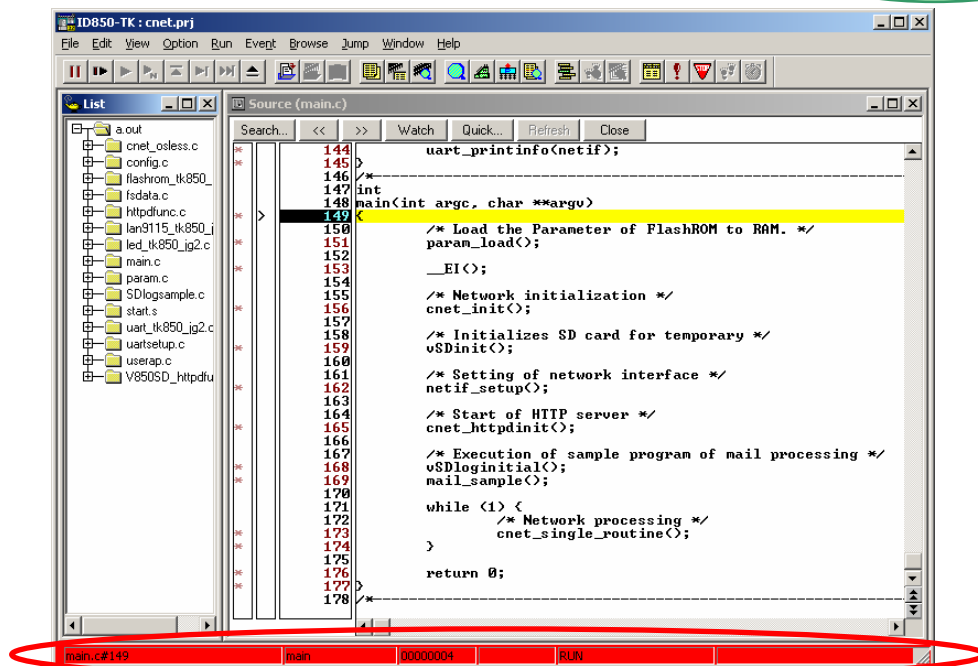 ID850-TK : cnet.prj
File Edit View Option Run Event Browse Jump Window Help
List
Source (main.c)
Search... << >> Watch Quick... Refresh Close
a.out
cnet_osless.c
config.c
flashrom_tk850_
fsdata.c
httpdfunc.c
lan9115_tk850_j
led_tk850_jg2.c
main.c
param.c
SDlogsample.c
start.s
uart_tk850_jg2.c
uartsetup.c
userap.c
V850SD_httpdfu
* 144 uart_printinfo(netif);
* 145 }
146 /*------------------------------------------------------------
147 int
148 main(int argc, char **argv)
* > 149 {
150 /* Load the Parameter of FlashROM to RAM. */
* 151 param_load();
152
* 153 __EI();
154
155 /* Network initialization */
* 156 cnet_init();
157
158 /* Initializes SD card for temporary */
* 159 vSDinit();
160
161 /* Setting of network interface */
* 162 netif_setup();
163
164 /* Start of HTTP server */
* 165 cnet_httpdinit();
166
167 /* Execution of sample program of mail processing */
* 168 vSDloginitial();
* 169 mail_sample();
170
171 while (1) {
172 /* Network processing */
* 173 cnet_single_routine();
* 174 }
175
* 176 return 0;
* 177 }
178 /*------------------------------------------------------------
main.c#149 main 00000004 RUN